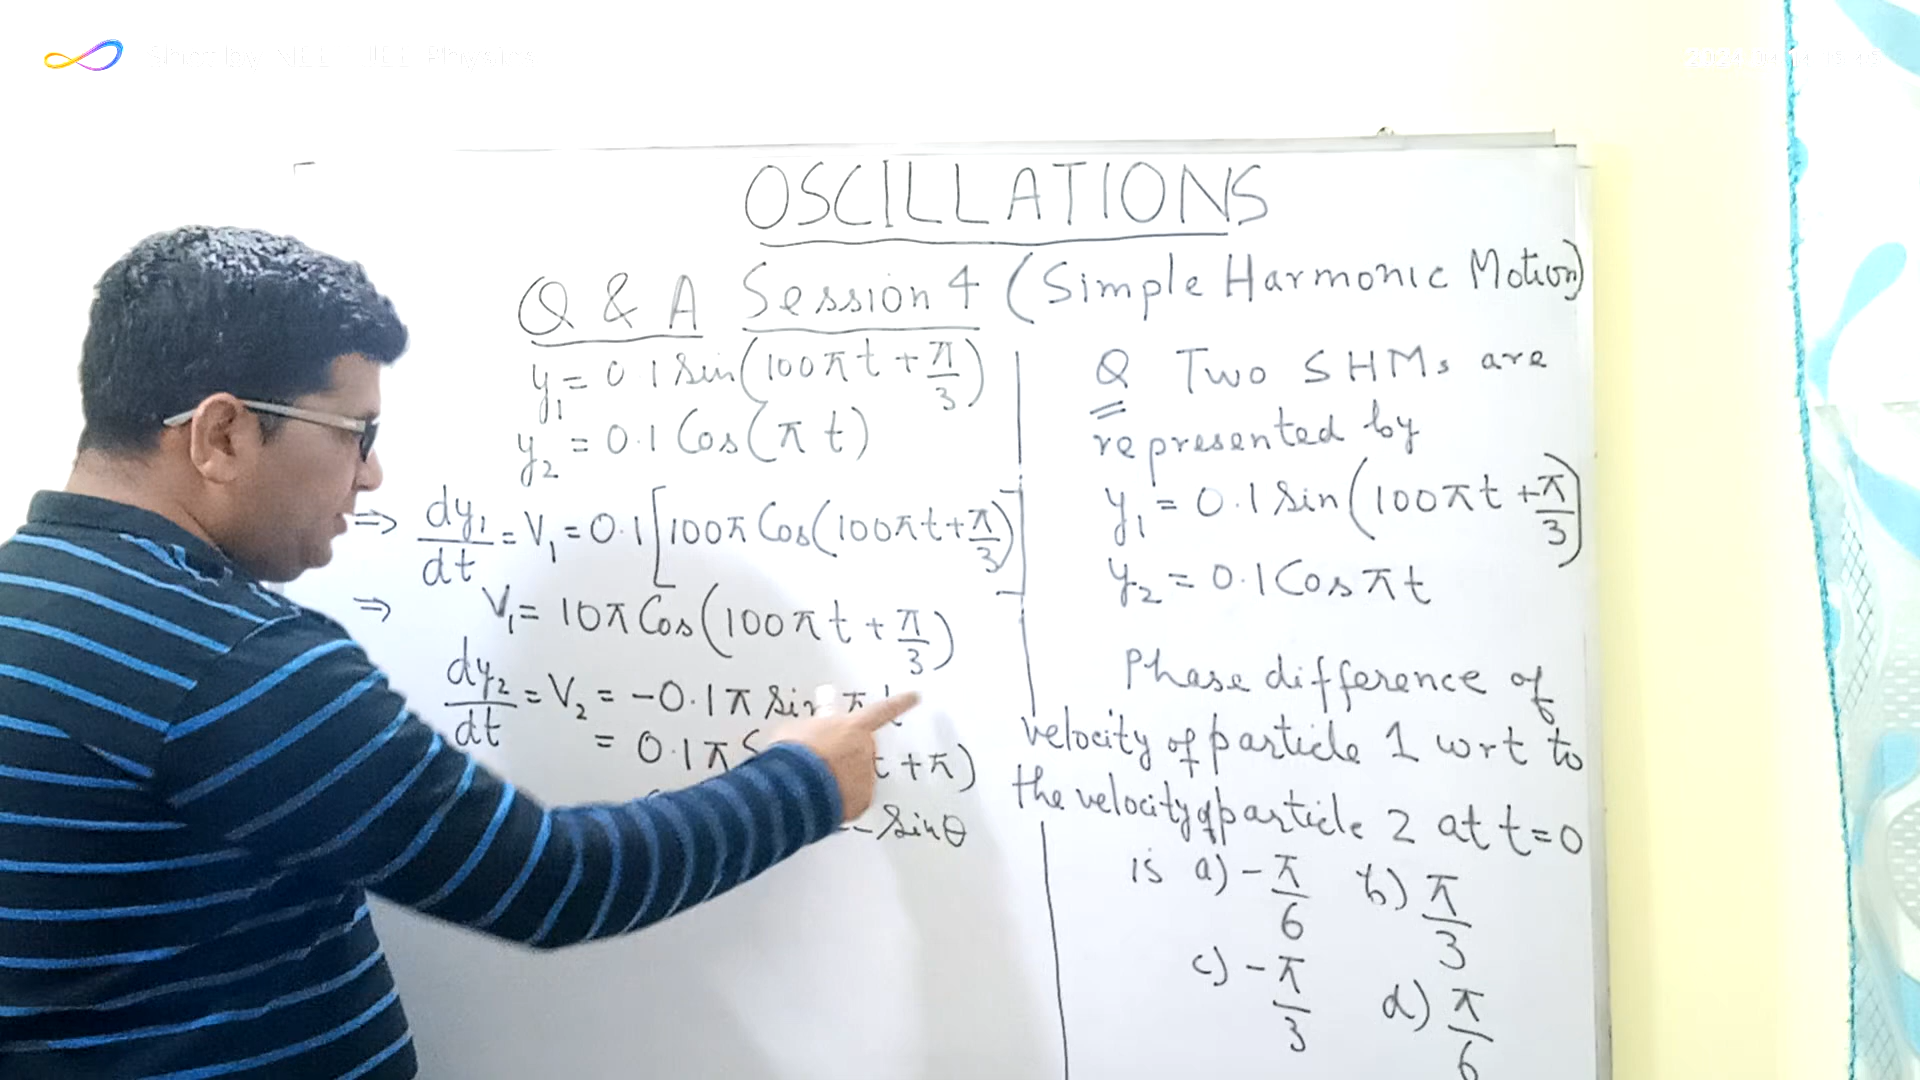 OSCILLATIONS
Q & A Session 4 (Simple Harmonic Motion)
y₁ = 0.1 sin(100πt + π/3)
y₂ = 0.1 Cos(πt)
⇒ dy₁/dt = V₁ = 0.1[100π Cos(100πt + π/3)]
⇒ V₁ = 10π Cos(100πt + π/3)
dy₂/dt = V₂ = -0.1π sin πt
= 0.1π t + π)
- sinθ
Q Two SHMs are
represented by
y₁ = 0.1 sin(100πt + π/3)
y₂ = 0.1 Cos πt
Phase difference of
velocity of particle 1 wrt to
the velocity of particle 2 at t=0
is a) -π/6 b) π/3
c) -π/3 d) π/6